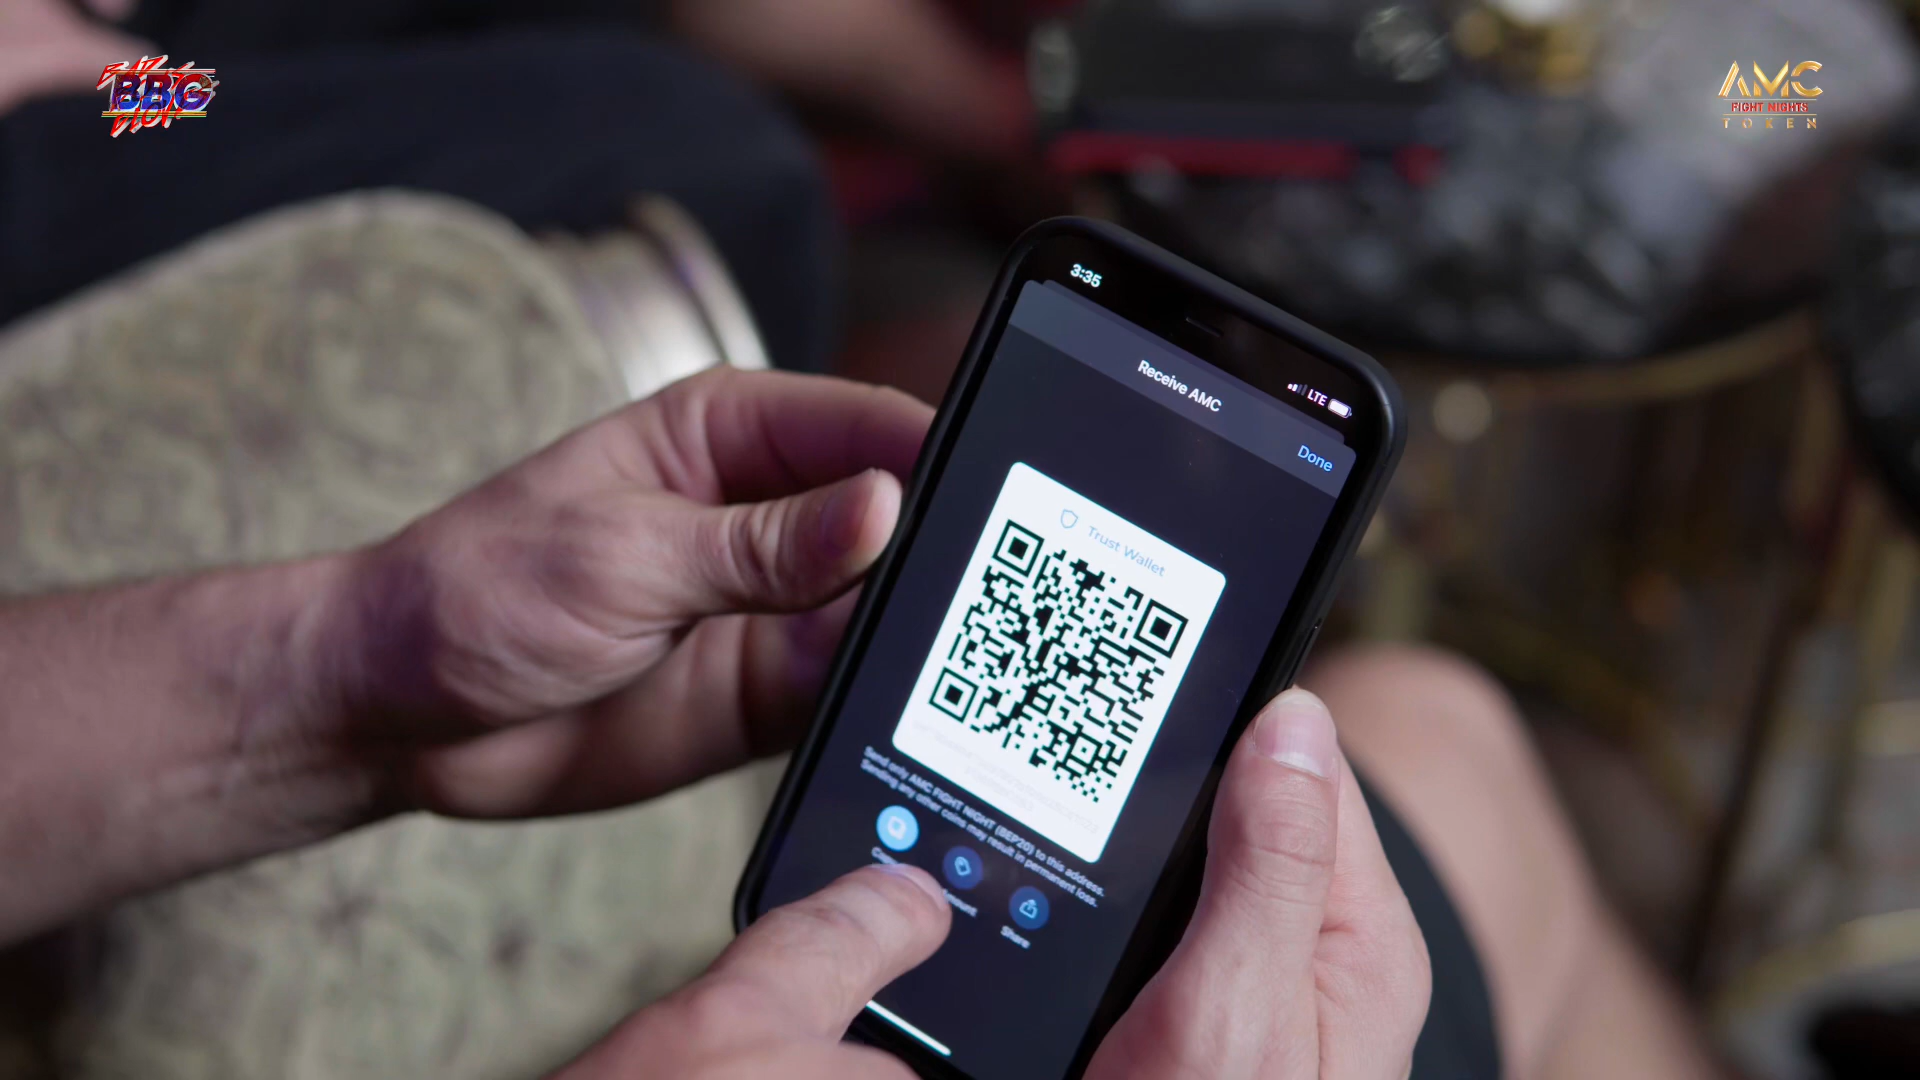 BBG
AMC
FIGHT NIGHTS
TOKEN
3:35
LTE
Receive AMC
Done
Trust Wallet
Send only AMC FIGHT NIGHT (BEP20) to this address.
Sending any other coins may result in permanent loss.
Share